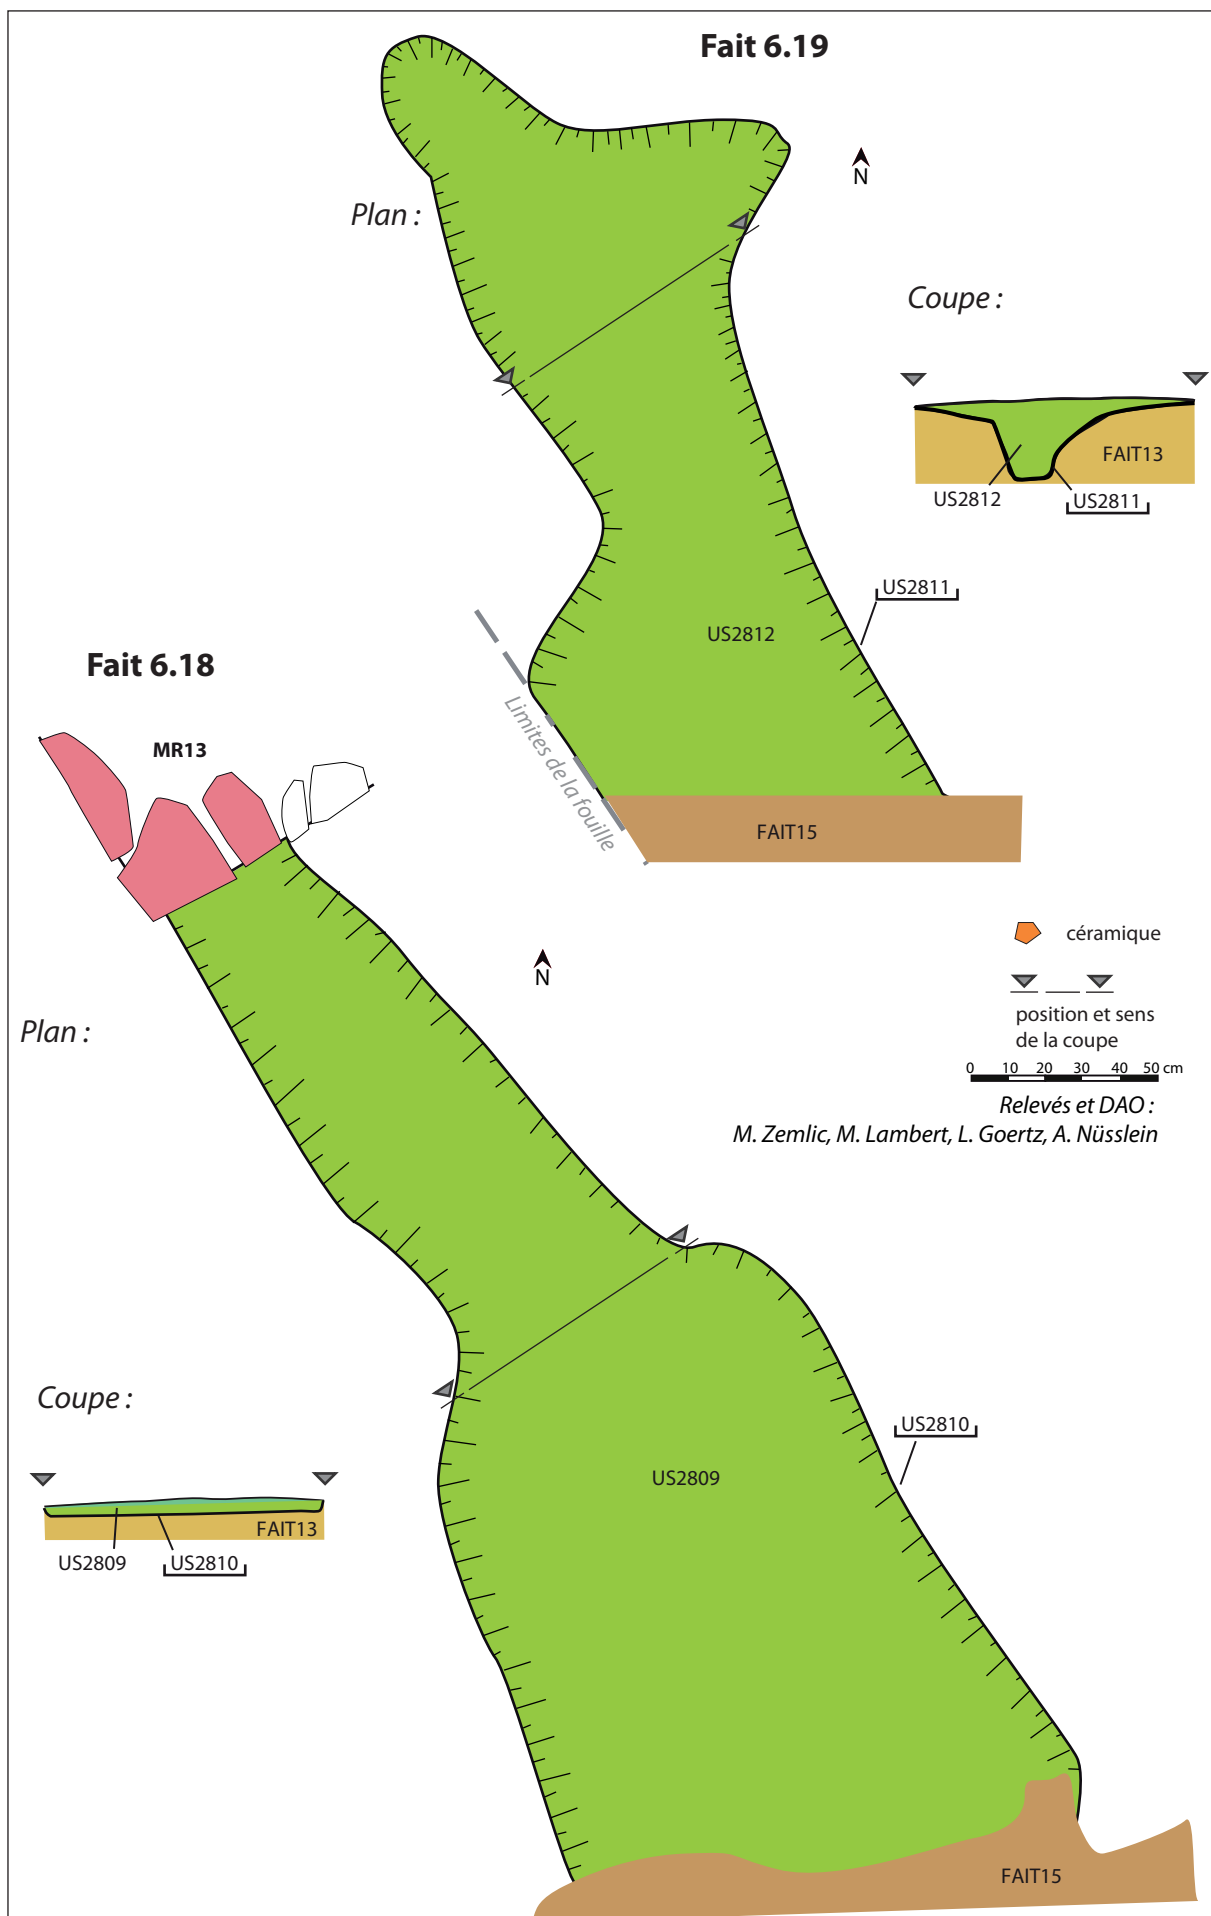 Fait 6.19
N
Plan :
Coupe :
FAIT13
US2812
US2811
US2811
US2812
Limites de la fouille
FAIT15
Fait 6.18
MR13
N
Plan :
céramique
position et sens
de la coupe
0 10 20 30 40 50 cm
Relevés et DAO :
M. Zemlic, M. Lambert, L. Goertz, A. Nüsslein
Coupe :
US2810
US2809
FAIT13
US2809
US2810
FAIT15